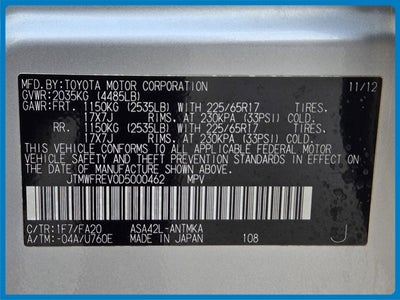 MFD.BY:TOYOTA MOTOR CORPORATION 11/12
GVWR:2035KG (4485LB)
GAWR:FRT. 1150KG (2535LB) WITH 225/65R17 TIRES.
17X7J RIMS, AT 230KPA (33PSI) COLD
RR. 1150KG (2535LB) WITH 225/65R17 TIRES.
17X7J RIMS, AT 230KPA (33PSI) COLD
THIS VEHICLE CONFORMS TO ALL APPLICABLE FEDERAL MOTOR
VEHICLE SAFETY AND THEFT PREVENTION STANDARDS IN EFFECT ON THE
DATE OF MANUFACTURE SHOWN ABOVE.
JTMWFREV0D5000462 MPV
C/TR:1F7/FA20 ASA42L-ANTMKA
A/TM:-04A/U760E MADE IN JAPAN 108 J